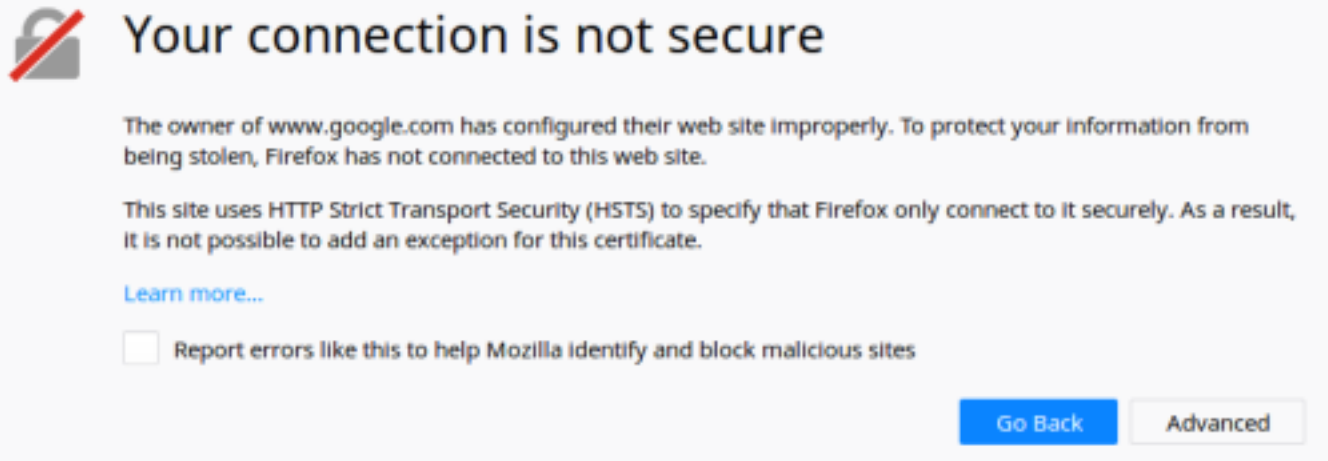 Your connection is not secure
The owner of www.google.com has configured their web site improperly. To protect your information from
being stolen, Firefox has not connected to this web site.
This site uses HTTP Strict Transport Security (HSTS) to specify that Firefox only connect to it securely. As a result,
it is not possible to add an exception for this certificate.
Learn more...
Report errors like this to help Mozilla identify and block malicious sites
Go Back
Advanced